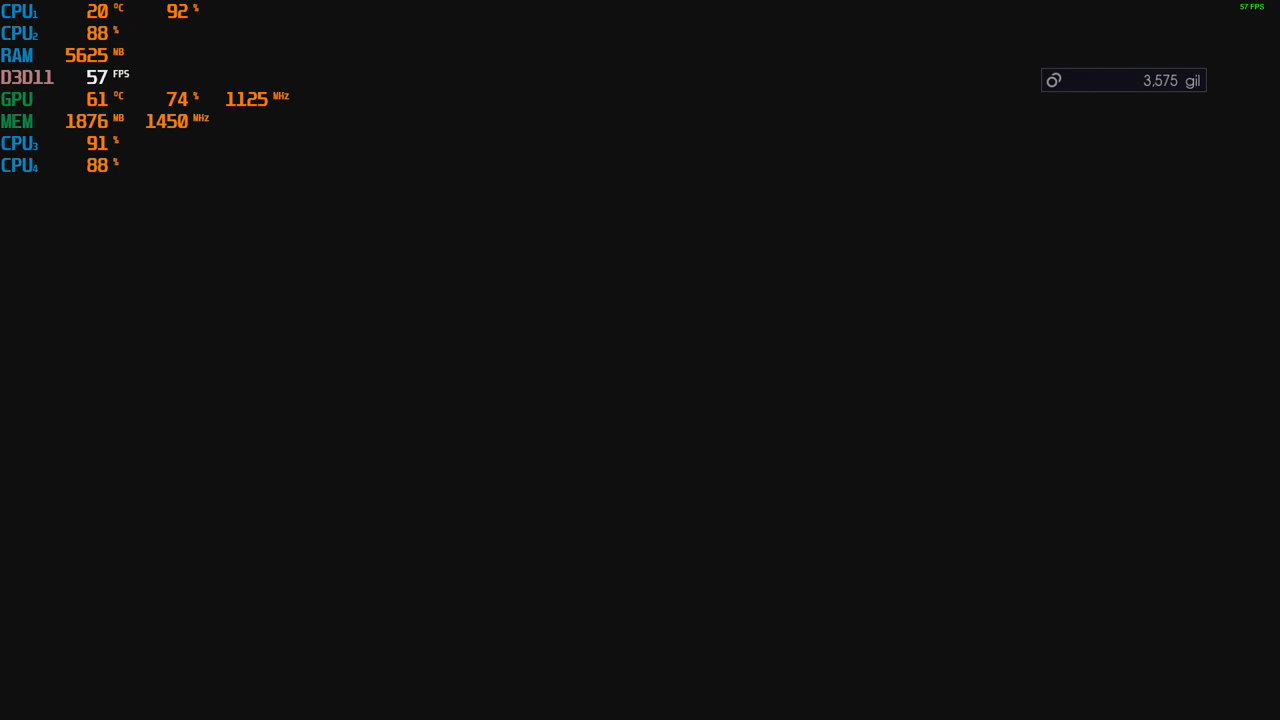 CPU1 20 °C 92 %
57 FPS
CPU2 88 %
RAM 5625 MB
D3D11 57 FPS
3,575 gil
GPU 61 °C 74 % 1125 MHz
MEM 1876 MB 1450 MHz
CPU3 91 %
CPU4 88 %